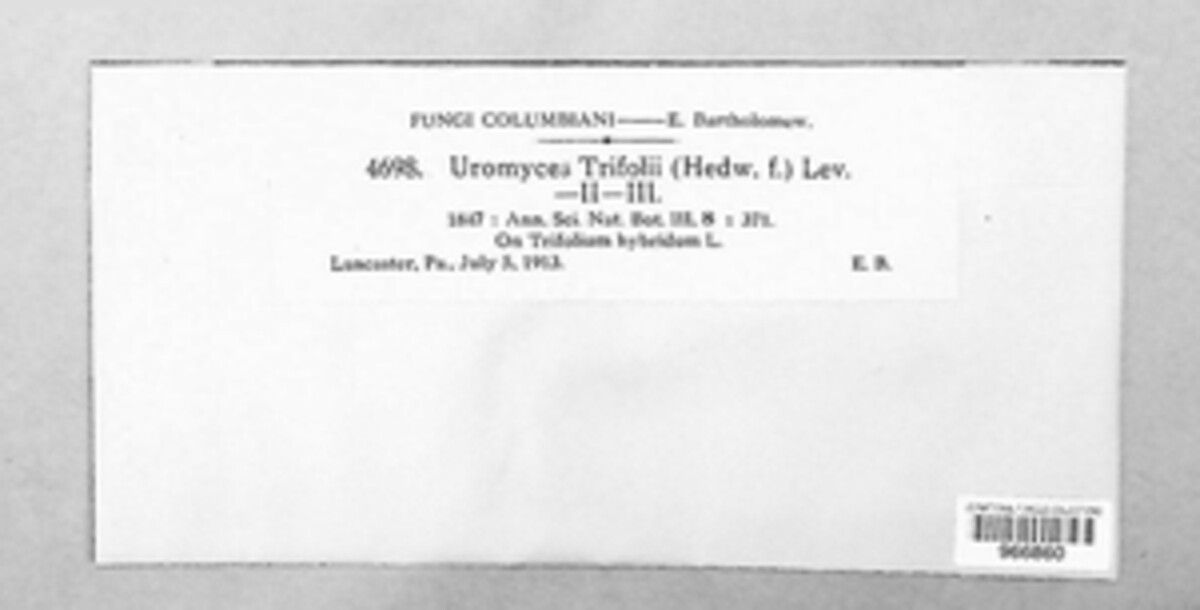 FUNGI COLUMBIANI——E. Bartholomew.
4698. Uromyces Trifolii (Hedw. f.) Lev.
—II—III.
1847 : Ann. Sci. Nat. Bot. III. 8 : 371.
On Trifolium hybridum L.
Lancaster, Pa., July 5, 1913. E. B.
966860